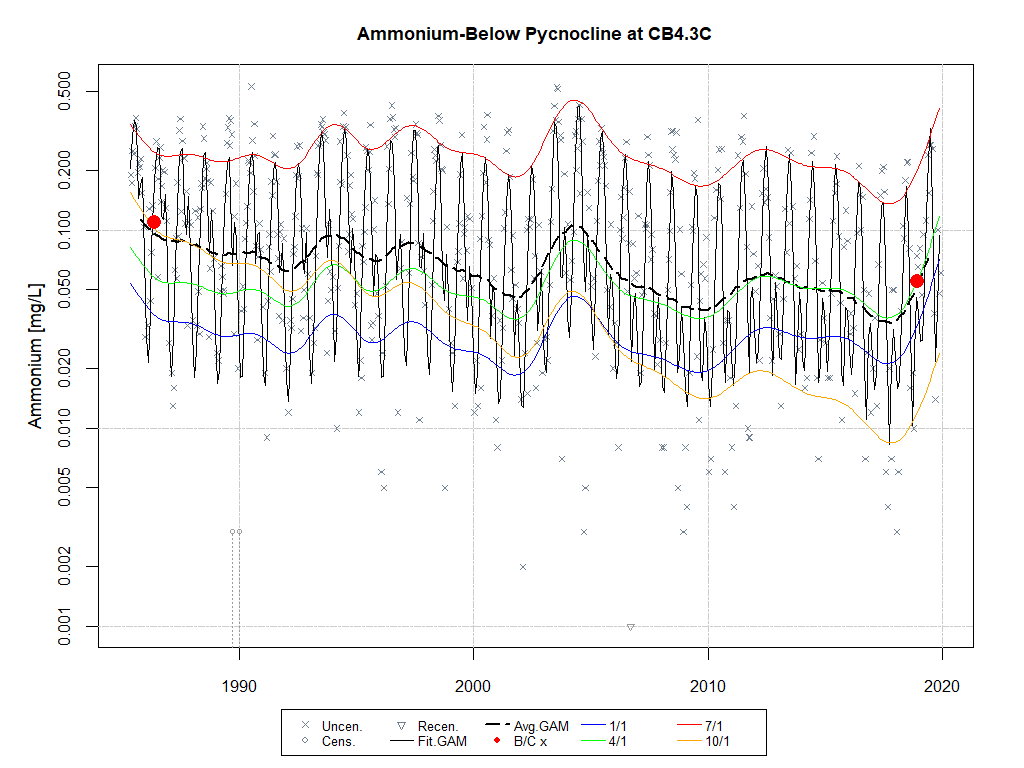 Ammonium-Below Pycnocline at CB4.3C
Ammonium [mg/L]
0.500
0.200
0.100
0.050
0.020
0.010
0.005
0.002
0.001
1990 2000 2010 2020
Uncen. Recen. Avg.GAM 1/1 7/1
Cens. Fit.GAM B/C x 4/1 10/1